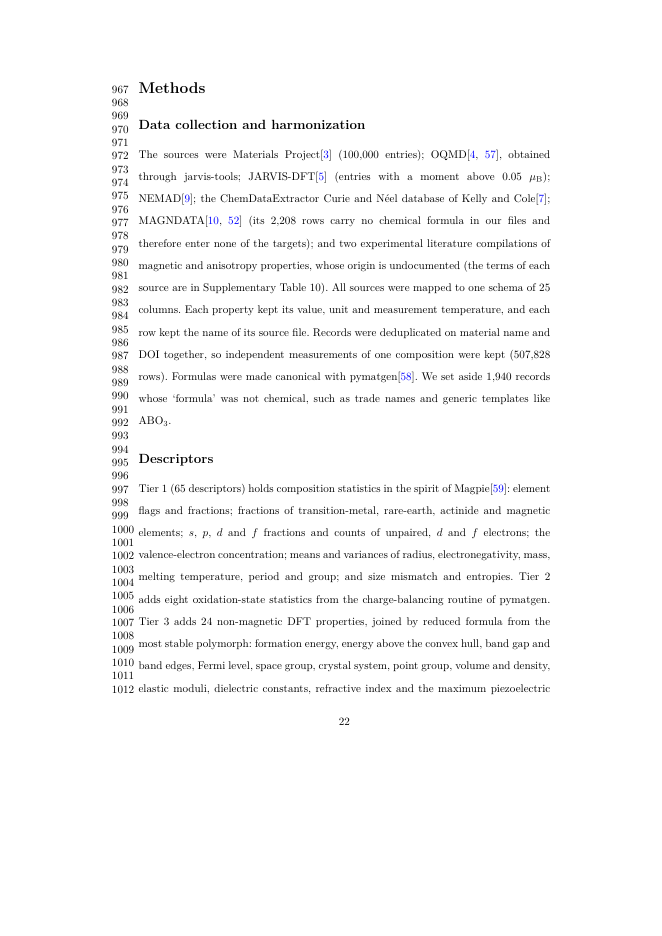 967 Methods
968
969
970 Data collection and harmonization
971
972 The sources were Materials Project[3] (100,000 entries); OQMD[4, 57], obtained
973
974 through jarvis-tools; JARVIS-DFT[5] (entries with a moment above 0.05 μB);
975 NEMAD[9]; the ChemDataExtractor Curie and Néel database of Kelly and Cole[7];
976
977 MAGNDATA[10, 52] (its 2,208 rows carry no chemical formula in our files and
978
979 therefore enter none of the targets); and two experimental literature compilations of
980 magnetic and anisotropy properties, whose origin is undocumented (the terms of each
981
982 source are in Supplementary Table 10). All sources were mapped to one schema of 25
983
984 columns. Each property kept its value, unit and measurement temperature, and each
985 row kept the name of its source file. Records were deduplicated on material name and
986
987 DOI together, so independent measurements of one composition were kept (507,828
988
989 rows). Formulas were made canonical with pymatgen[58]. We set aside 1,940 records
990 whose ‘formula’ was not chemical, such as trade names and generic templates like
991
992 ABO3.
993
994
995 Descriptors
996
997 Tier 1 (65 descriptors) holds composition statistics in the spirit of Magpie[59]: element
998
999 flags and fractions; fractions of transition-metal, rare-earth, actinide and magnetic
1000 elements; s, p, d and f fractions and counts of unpaired, d and f electrons; the
1001
1002 valence-electron concentration; means and variances of radius, electronegativity, mass,
1003
1004 melting temperature, period and group; and size mismatch and entropies. Tier 2
1005 adds eight oxidation-state statistics from the charge-balancing routine of pymatgen.
1006
1007 Tier 3 adds 24 non-magnetic DFT properties, joined by reduced formula from the
1008
1009 most stable polymorph: formation energy, energy above the convex hull, band gap and
1010 band edges, Fermi level, space group, crystal system, point group, volume and density,
1011
1012 elastic moduli, dielectric constants, refractive index and the maximum piezoelectric
22